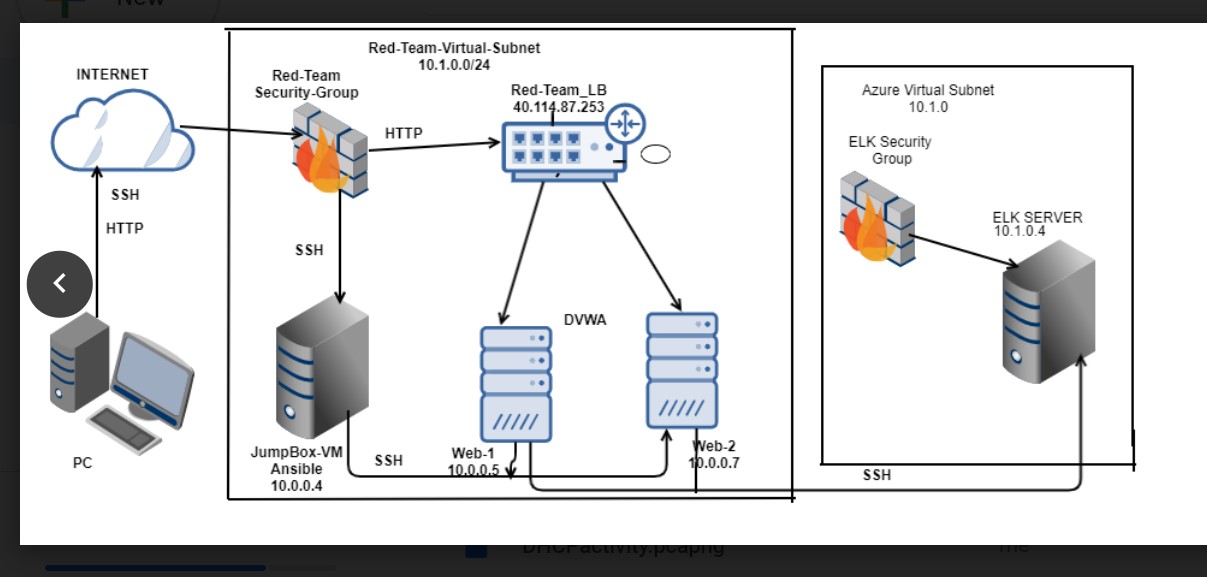 New
INTERNET
SSH
HTTP
PC
Red-Team-Virtual-Subnet
10.1.0.0/24
Red-Team
Security-Group
HTTP
Red-Team_LB
40.114.87.253
SSH
DVWA
JumpBox-VM
Ansible
10.0.0.4
SSH
Web-1
10.0.0.5
Web-2
10.0.0.7
Azure Virtual Subnet
10.1.0
ELK Security
Group
ELK SERVER
10.1.0.4
SSH
DHCPactivity.pcapng
me